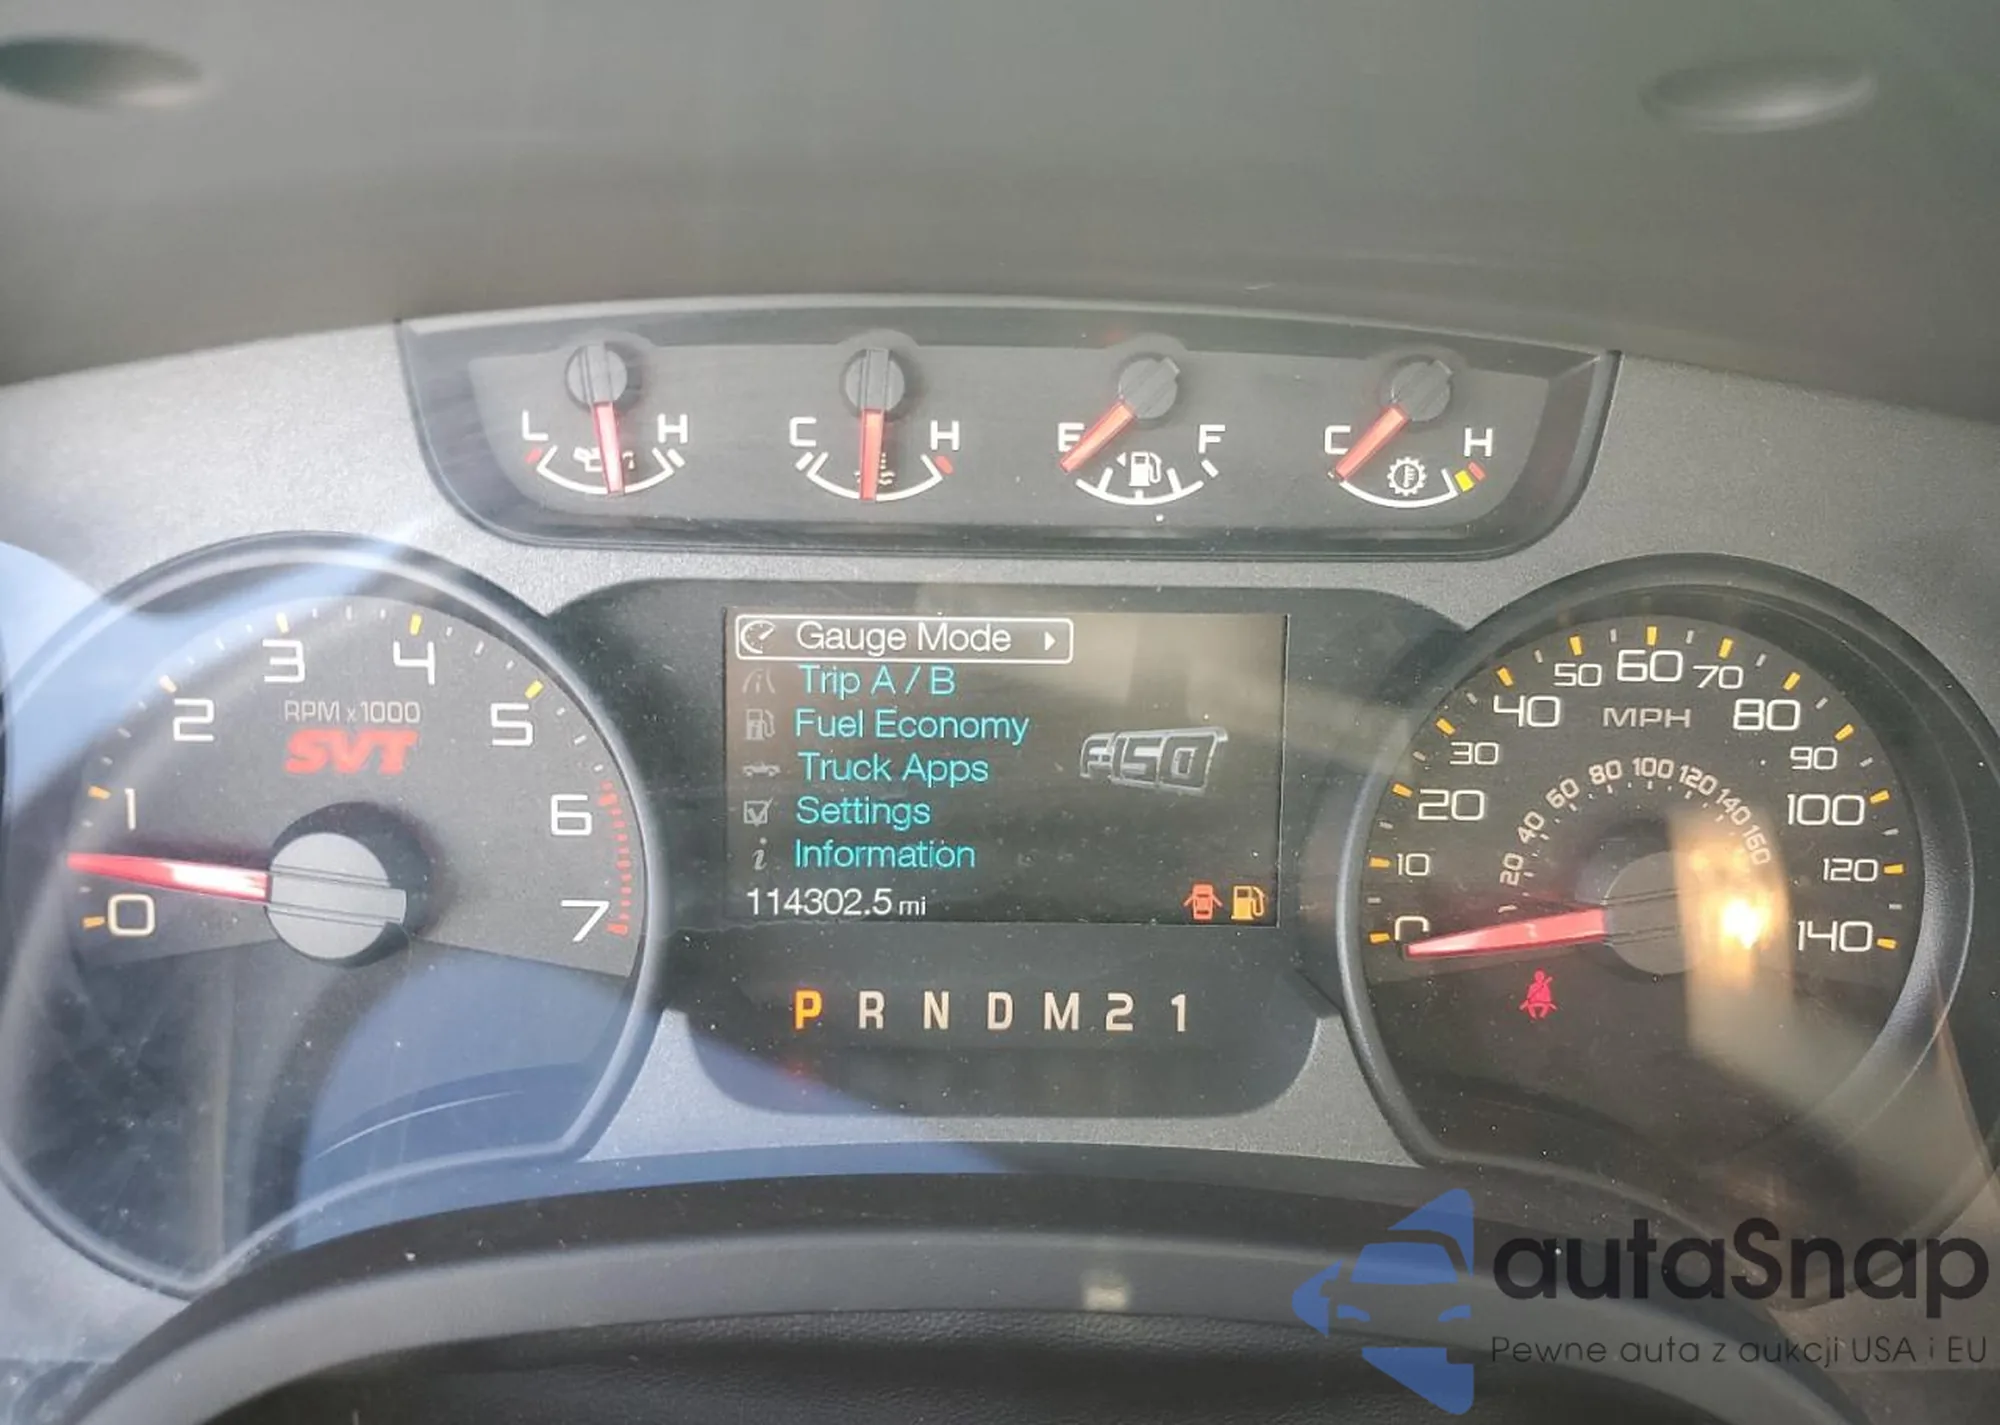 L H
C H
E F
C H
0 1 2 3 4 5 6 7
RPM x1000
SVT
Gauge Mode
Trip A / B
Fuel Economy
Truck Apps
Settings
i Information
114302.5 mi
F-150
P R N D M 2 1
0 10 20 30 40 50 60 70 80 90 100 120 140
MPH
20 40 60 80 100 120 140 160
autaSnap
Pewne auta z aukcji USA i EU